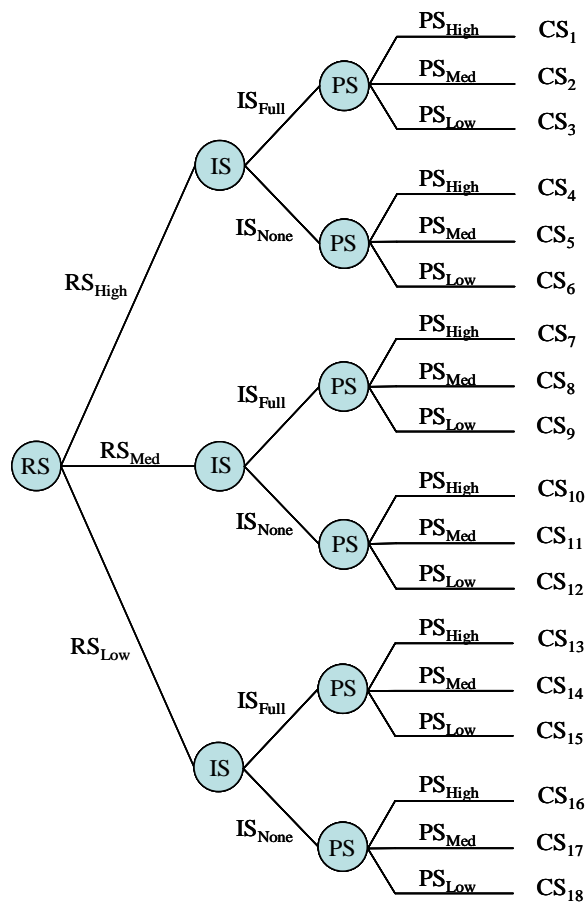 PS_High CS_1
PS PS_Med CS_2
IS_Full
PS_Low CS_3
IS
PS_High CS_4
IS_None
PS PS_Med CS_5
PS_Low CS_6
RS_High
PS_High CS_7
IS_Full
PS PS_Med CS_8
PS_Low CS_9
RS RS_Med IS
PS_High CS_10
IS_None
PS PS_Med CS_11
PS_Low CS_12
RS_Low
PS_High CS_13
IS_Full
PS PS_Med CS_14
PS_Low CS_15
IS
PS_High CS_16
IS_None
PS PS_Med CS_17
PS_Low CS_18